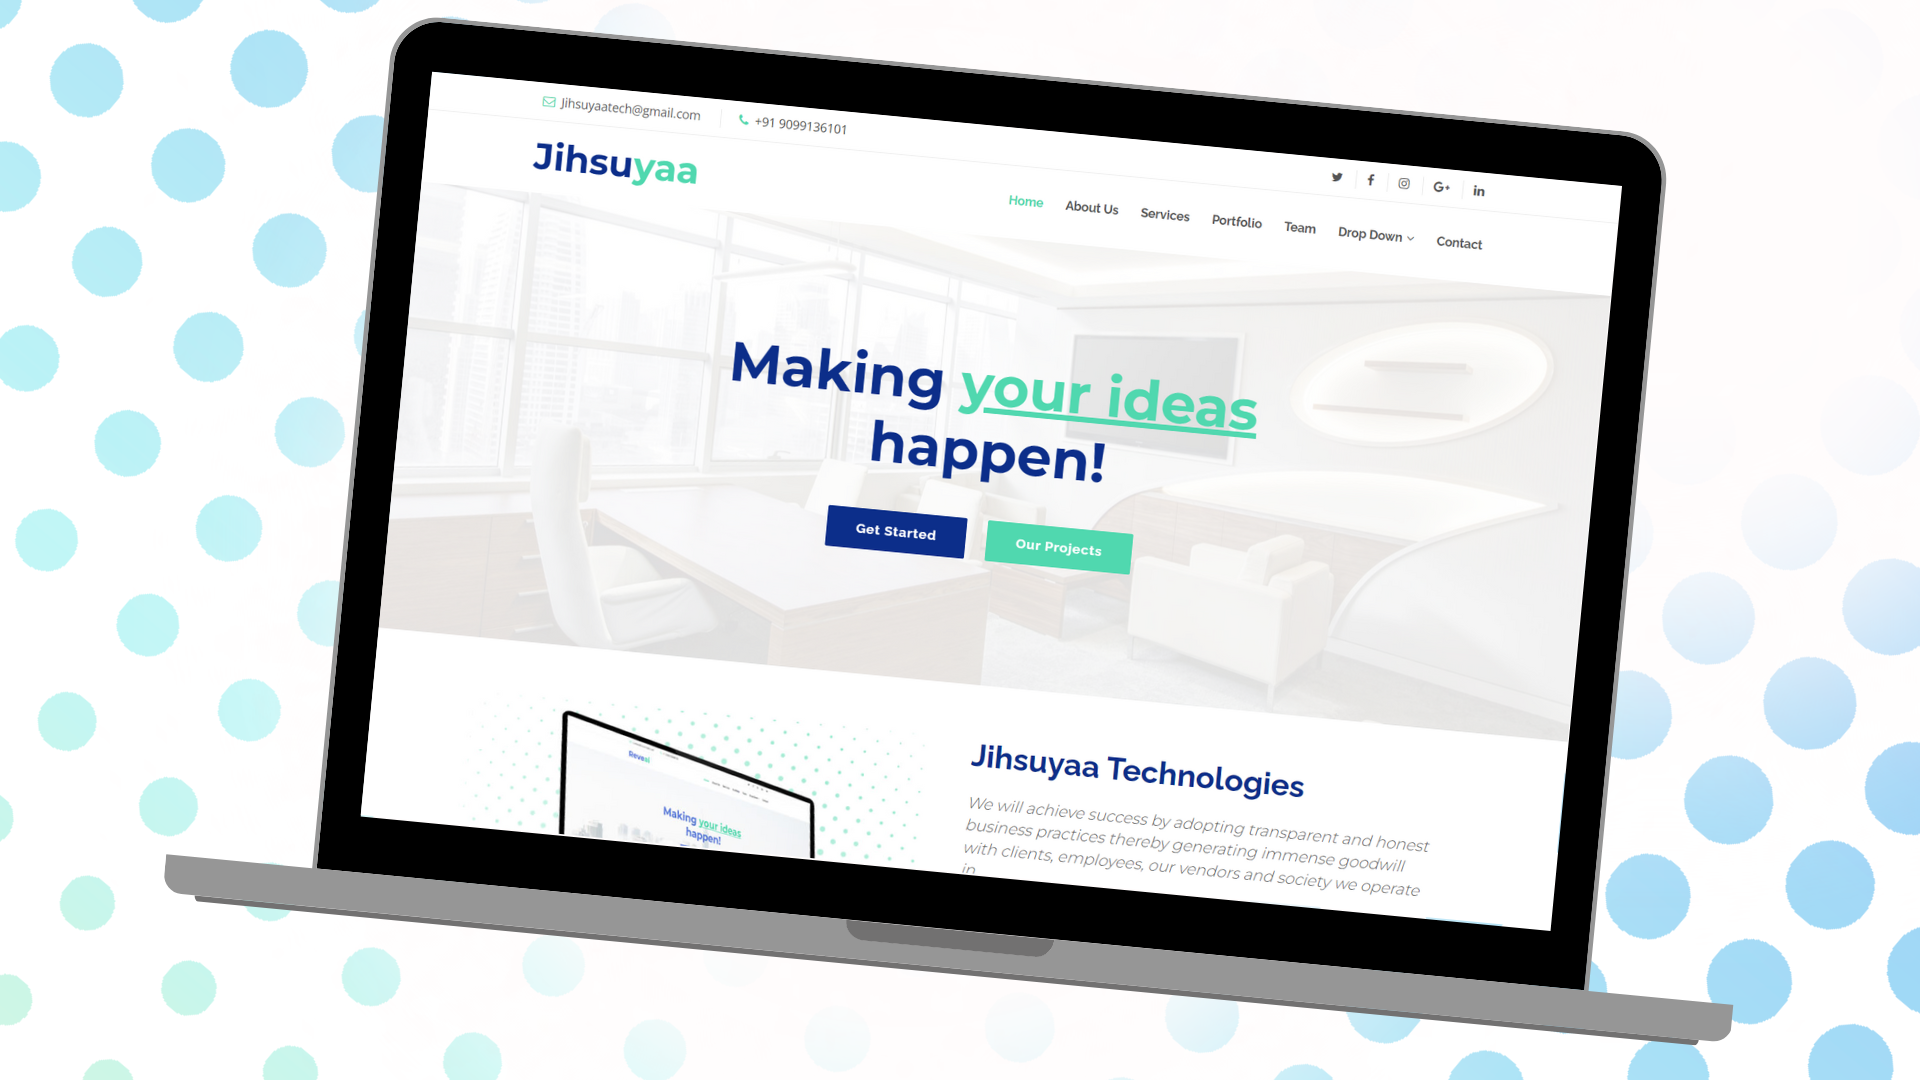 Jihsuyaatech@gmail.com
+91 9099136101
G+
in
Jihsuyaa
Home
About Us
Services
Portfolio
Team
Drop Down
Contact
Making your ideas
happen!
Get Started
Our Projects
Jihsuyaa Technologies
We will achieve success by adopting transparent and honest
business practices thereby generating immense goodwill
with clients, employees, our vendors and society we operate
in
Reveal
Making your ideas
happen!